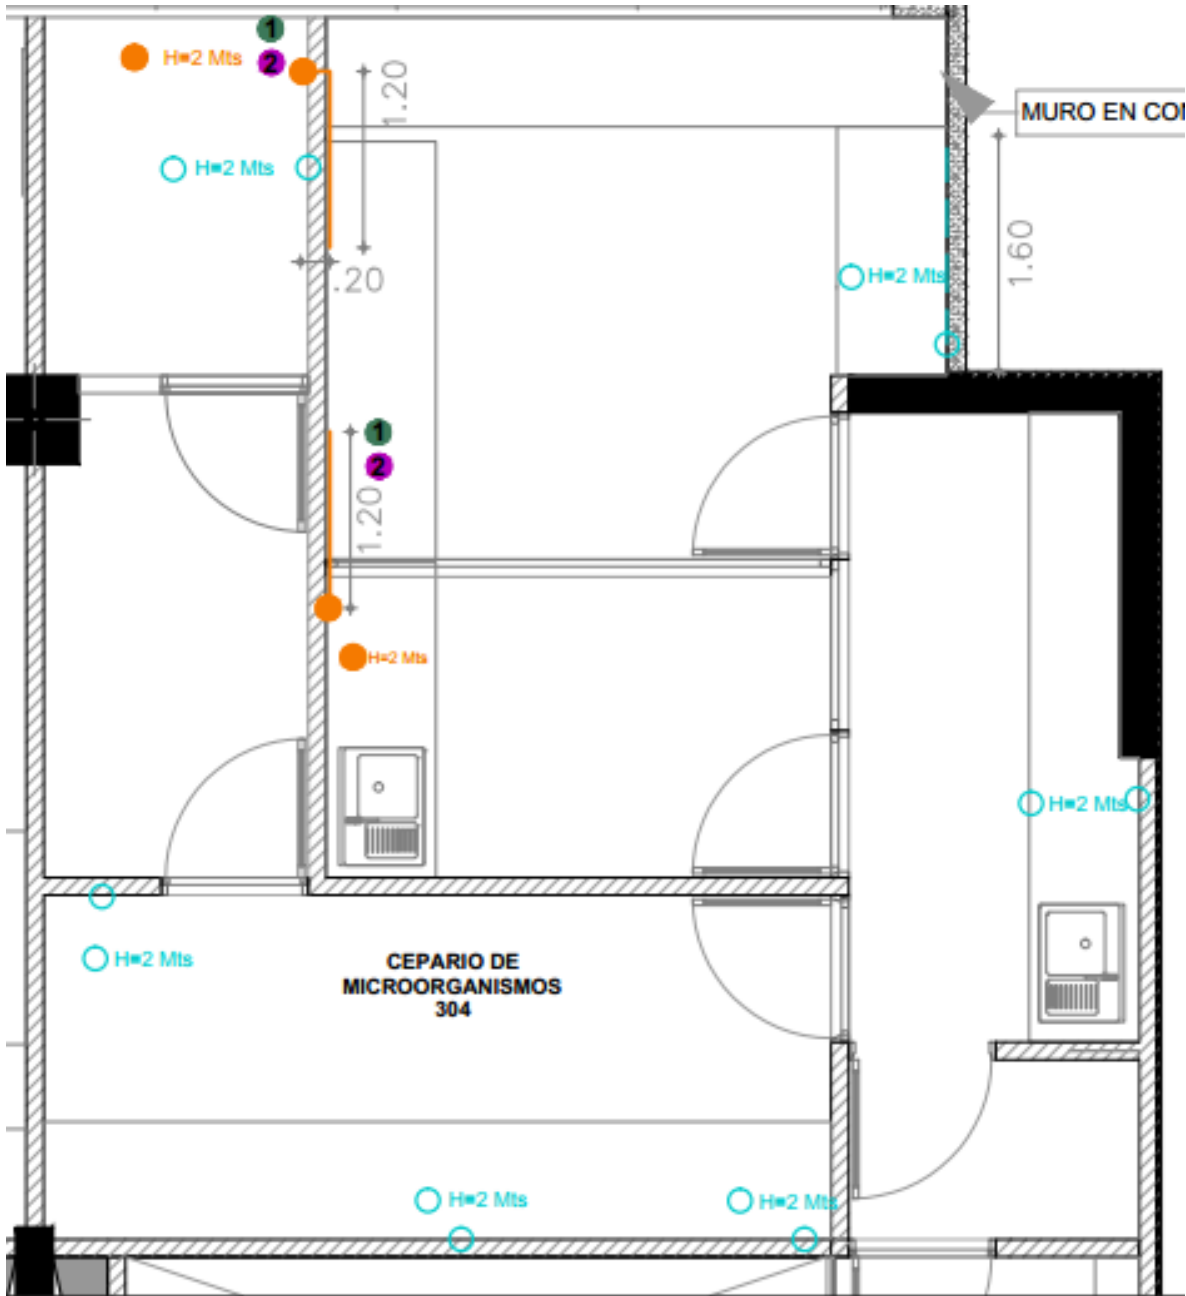 1
H=2 Mts
2
1.20
MURO EN CON
H=2 Mts
1.60
H=2 Mts
.20
1
2
1.20
H=2 Mts
H=2 Mts
H=2 Mts
CEPARIO DE
MICROORGANISMOS
304
H=2 Mts
H=2 Mts